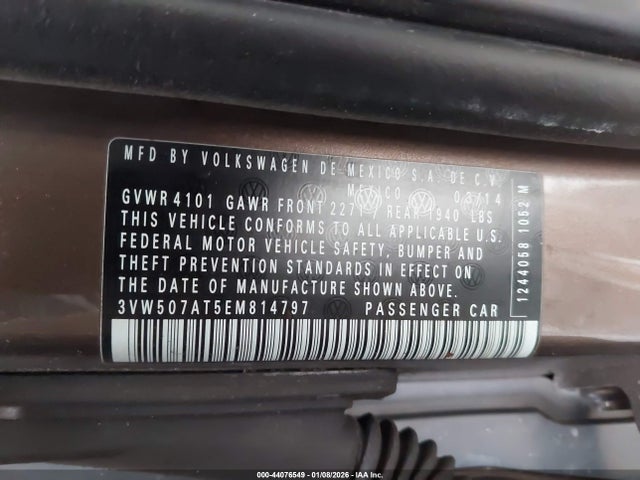 MFD BY VOLKSWAGEN DE MEXICO S.A. DE C.V.
MEXICO 03/14
GVWR 4101 GAWR FRONT 2271 REAR 1940 LBS
THIS VEHICLE CONFORMS TO ALL APPLICABLE U.S.
FEDERAL MOTOR VEHICLE SAFETY, BUMPER AND
THEFT PREVENTION STANDARDS IN EFFECT ON
THE DATE OF MANUFACTURE SHOWN ABOVE.
3VW507AT5EM814797 PASSENGER CAR
1244058 1052 M
000-44076549 | 01/08/2026 | IAA Inc.